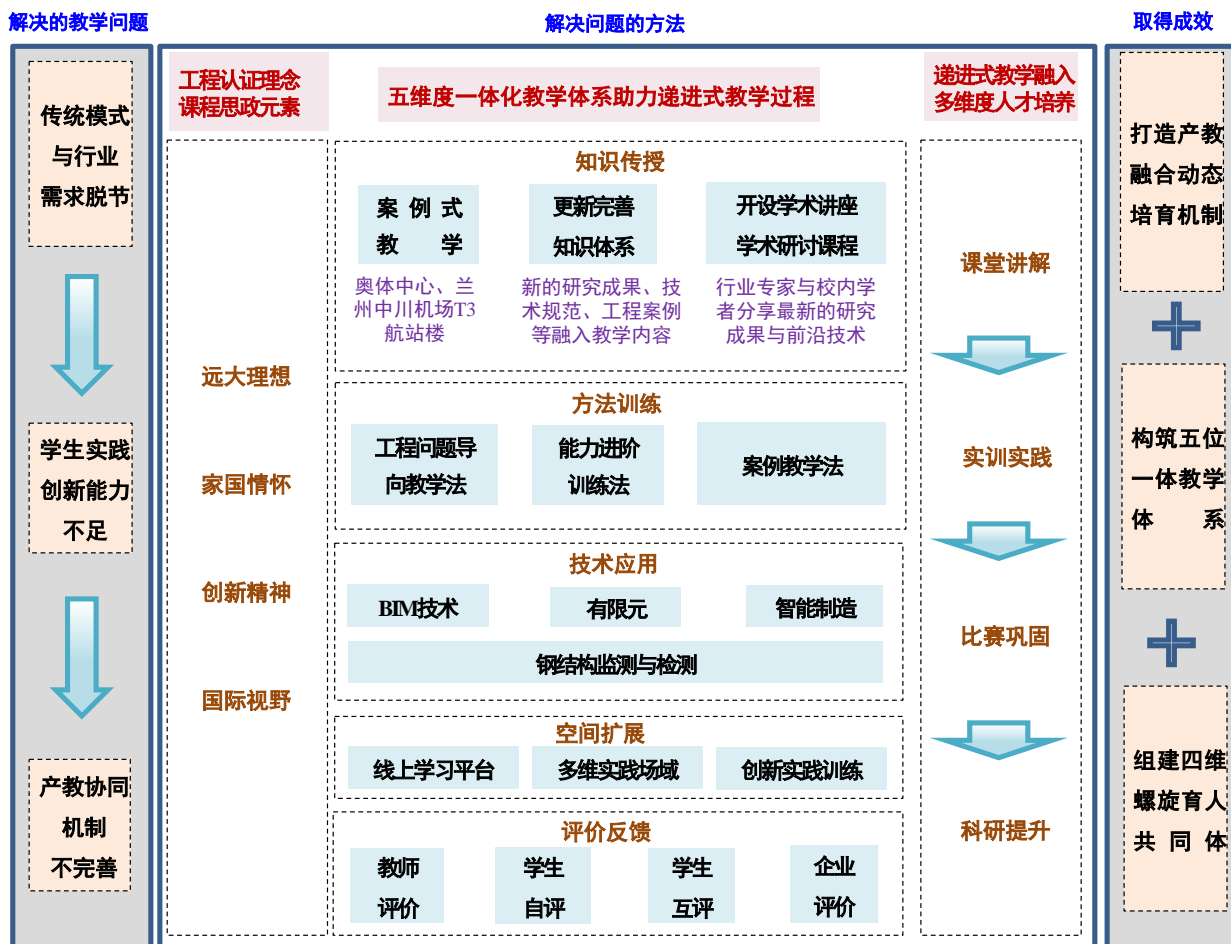 解决的教学问题
解决问题的方法
取得成效
传统模式
与行业
需求脱节
学生实践
创新能力
不足
产教协同
机制
不完善
工程认证理念
课程思政元素
远大理想
家国情怀
创新精神
国际视野
五维度一体化教学体系助力递进式教学过程
知识传授
案例式
教学
更新完善
知识体系
开设学术讲座
学术研讨课程
奥体中心、兰
州中川机场T3
航站楼
新的研究成果、技
术规范、工程案例
等融入教学内容
行业专家与校内学
者分享最新的研究
成果与前沿技术
方法训练
工程问题导
向教学法
能力进阶
训练法
案例教学法
技术应用
BIM技术
有限元
智能制造
钢结构监测与检测
空间扩展
线上学习平台
多维实践场域
创新实践训练
评价反馈
教师
评价
学生
自评
学生
互评
企业
评价
递进式教学融入
多维度人才培养
课堂讲解
实训实践
比赛巩固
科研提升
打造产教
融合动态
培育机制
构筑五位
一体教学
体系
组建四维
螺旋育人
共同体